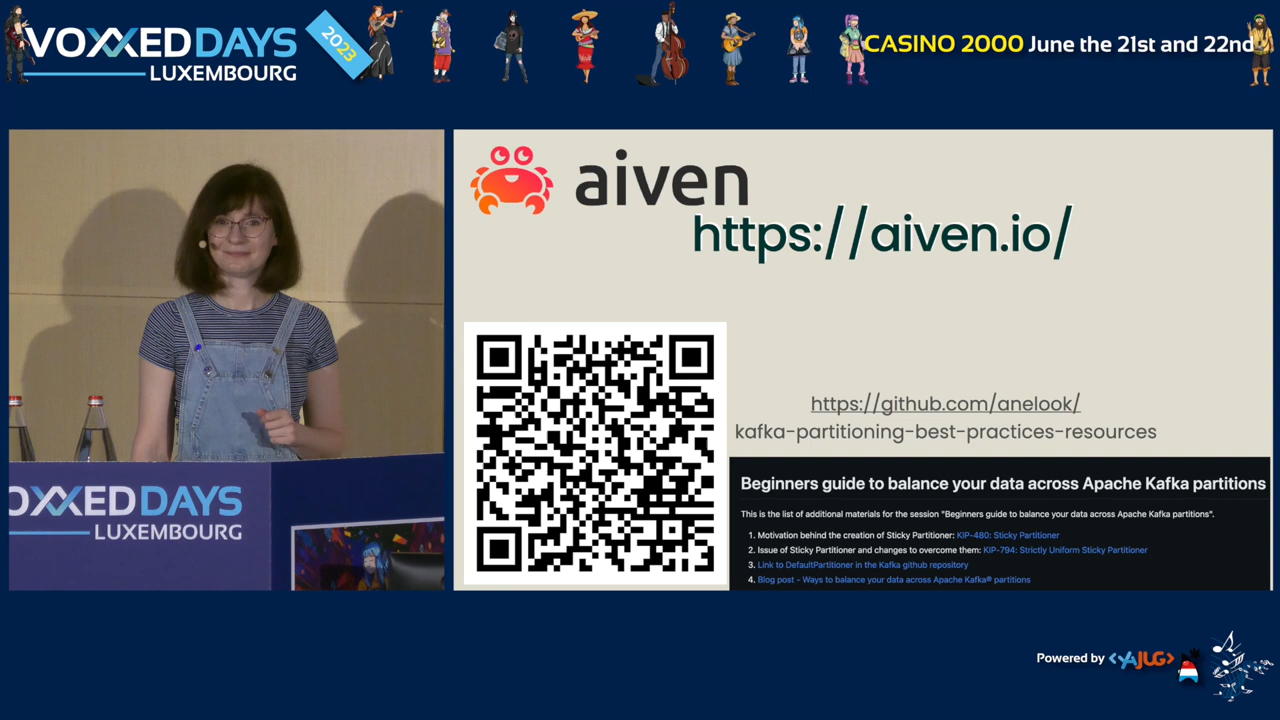 VOXXED DAYS
LUXEMBOURG
2023
CASINO 2000 June the 21st and 22nd
aiven
https://aiven.io/
https://github.com/anelook/
kafka-partitioning-best-practices-resources
Beginners guide to balance your data across Apache Kafka partitions
This is the list of additional materials for the session "Beginners guide to balance your data across Apache Kafka partitions".
1. Motivation behind the creation of Sticky Partitioner: KIP-480: Sticky Partitioner
2. Issue of Sticky Partitioner and changes to overcome them: KIP-794: Strictly Uniform Sticky Partitioner
3. Link to DefaultPartitioner in the Kafka github repository
4. Blog post - Ways to balance your data across Apache Kafka® partitions
OXXED DAYS
LUXEMBOURG
Powered by <YAJUG>